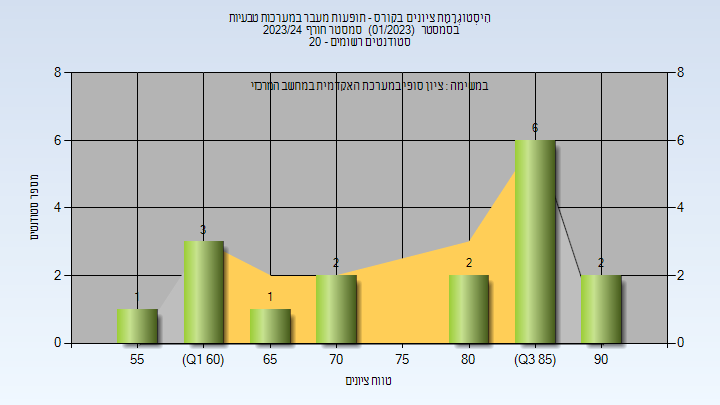 היסטוגרמת ציונים בקורס - תופעות מעבר במערכות טבעיות
בסמסטר (01/2023) סמסטר חורף 2023/24
סטודנטים רשומים - 20
במשימה : ציון סופי במערכת האקדמית במחשב המרכזי
8
6
4
2
0
8
6
4
2
0
מספר סטודנטים
1
3
1
2
2
6
2
55
(Q1 60)
65
70
75
80
(Q3 85)
90
טווח ציונים